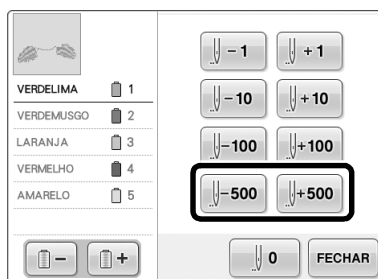 VERDELIMA 1
VERDEMUSGO 2
LARANJA 3
VERMELHO 4
AMARELO 5
−1 +1
−10 +10
−100 +100
−500 +500
− + 0 FECHAR